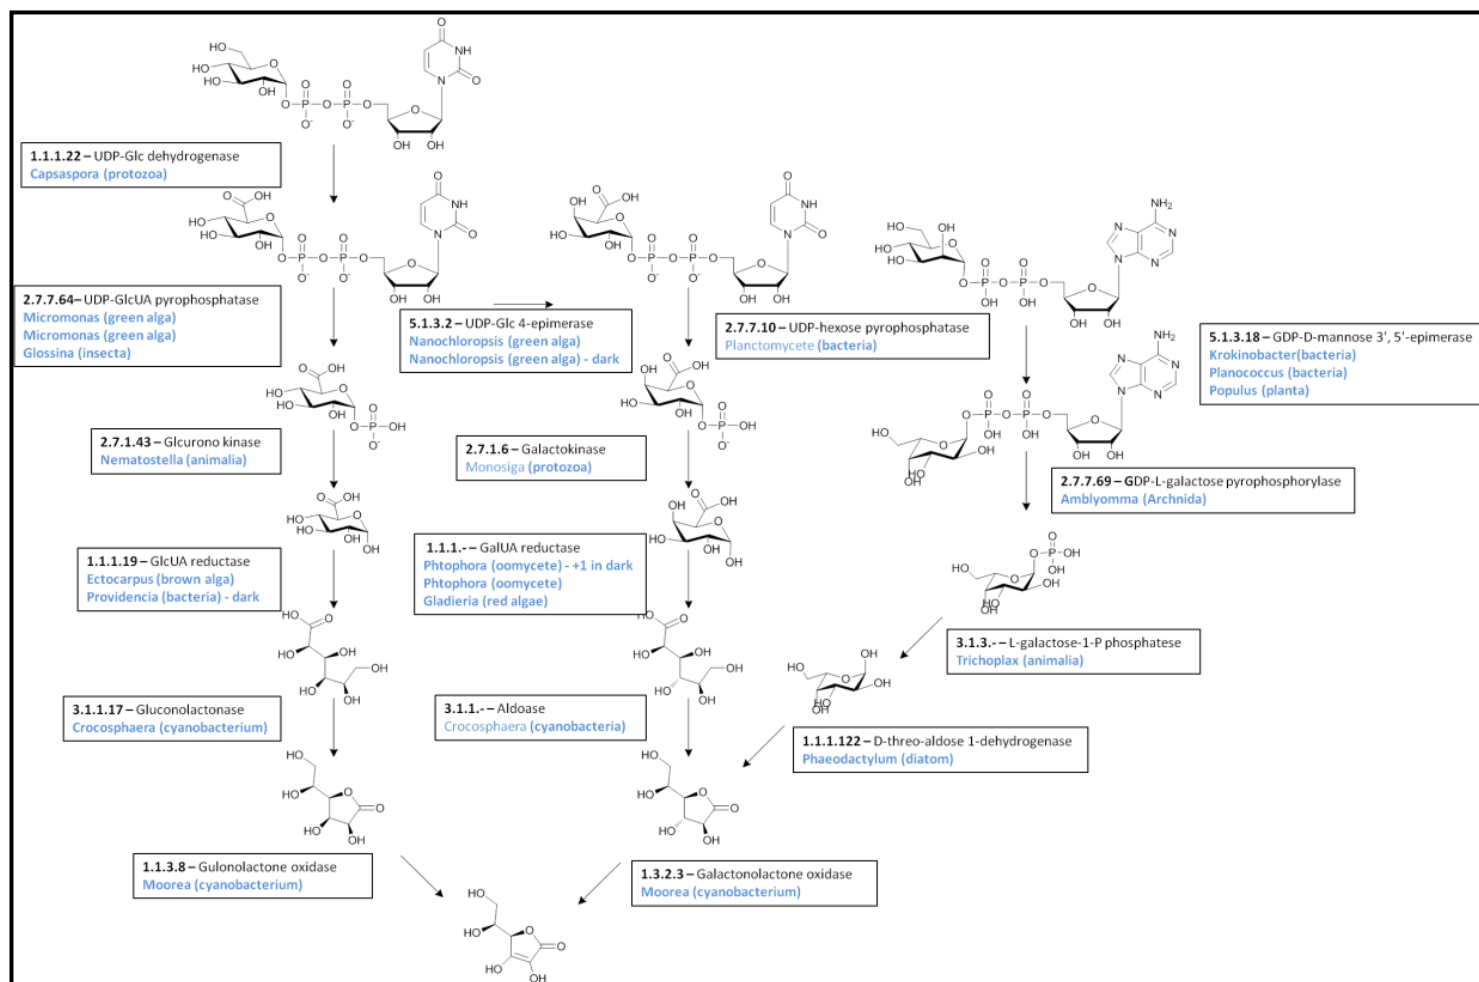 1.1.1.22 – UDP-Glc dehydrogenase
Capsaspora (protozoa)
2.7.7.64– UDP-GlcUA pyrophosphatase
Micromonas (green alga)
Micromonas (green alga)
Glossina (insecta)
5.1.3.2 – UDP-Glc 4-epimerase
Nanochloropsis (green alga)
Nanochloropsis (green alga) - dark
2.7.7.10 – UDP-hexose pyrophosphatase
Planctomycete (bacteria)
5.1.3.18 – GDP-D-mannose 3', 5'-epimerase
Krokinobacter(bacteria)
Planococcus (bacteria)
Populus (planta)
2.7.1.43 – Glcurono kinase
Nematostella (animalia)
2.7.1.6 – Galactokinase
Monosiga (protozoa)
2.7.7.69 – GDP-L-galactose pyrophosphorylase
Amblyomma (Archnida)
1.1.1.19 – GlcUA reductase
Ectocarpus (brown alga)
Providencia (bacteria) - dark
1.1.1.- – GalUA reductase
Phtophora (oomycete) - +1 in dark
Phtophora (oomycete)
Gladieria (red algae)
3.1.3.- – L-galactose-1-P phosphatese
Trichoplax (animalia)
3.1.1.17 – Gluconolactonase
Crocosphaera (cyanobacterium)
3.1.1.- – Aldoase
Crocosphaera (cyanobacteria)
1.1.1.122 – D-threo-aldose 1-dehydrogenase
Phaeodactylum (diatom)
1.1.3.8 – Gulonolactone oxidase
Moorea (cyanobacterium)
1.3.2.3 – Galactonolactone oxidase
Moorea (cyanobacterium)